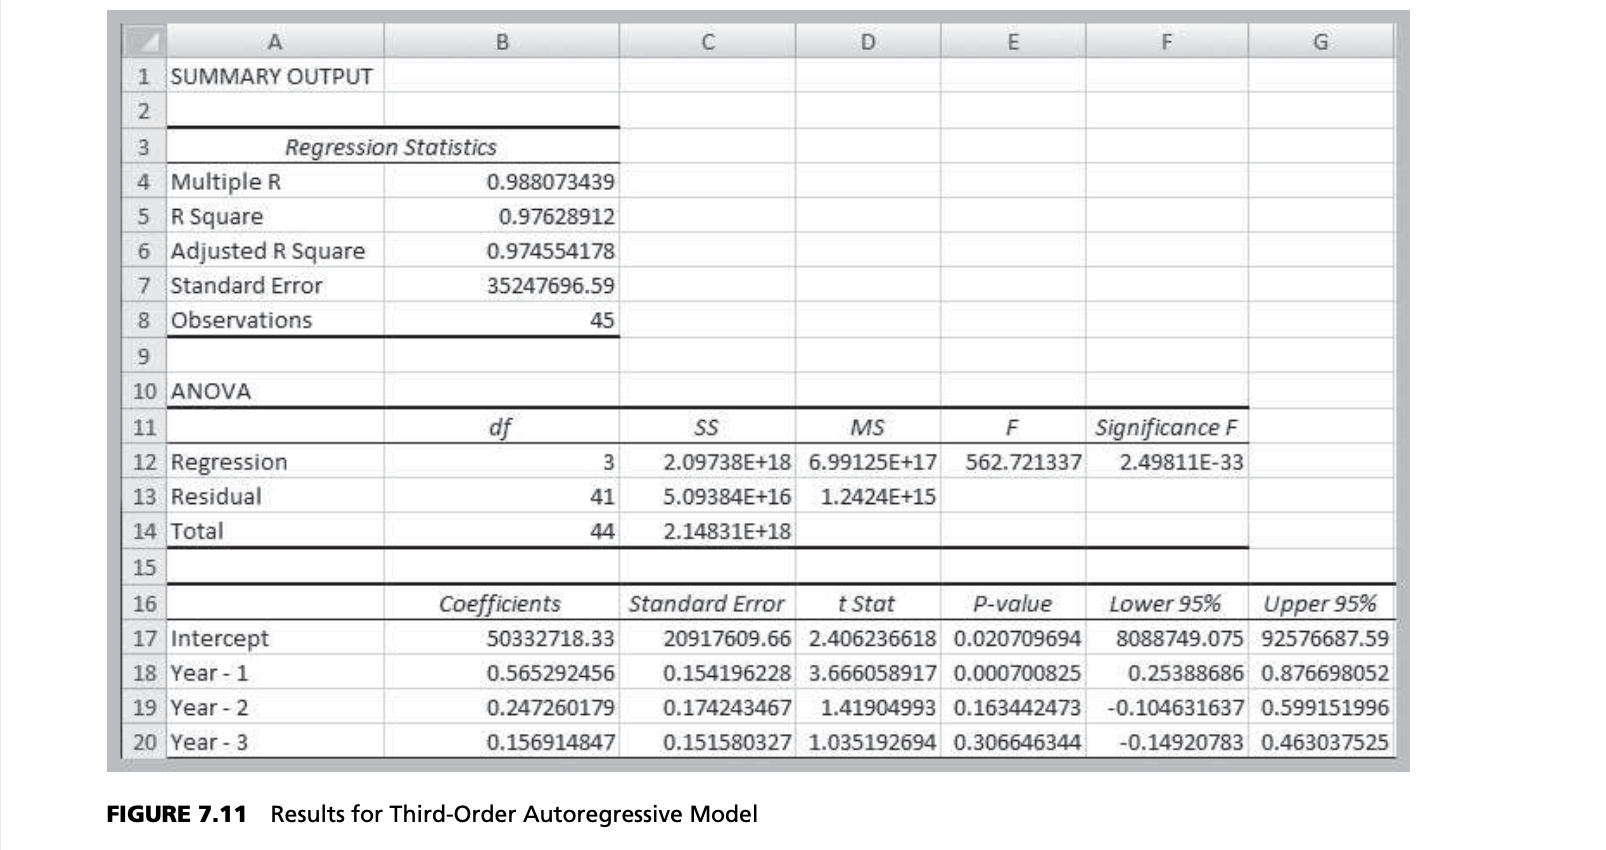 A B C D E F G
1 SUMMARY OUTPUT
2
3 Regression Statistics
4 Multiple R 0.988073439
5 R Square 0.97628912
6 Adjusted R Square 0.974554178
7 Standard Error 35247696.59
8 Observations 45
9
10 ANOVA
11 df SS MS F Significance F
12 Regression 3 2.09738E+18 6.99125E+17 562.721337 2.49811E-33
13 Residual 41 5.09384E+16 1.2424E+15
14 Total 44 2.14831E+18
15
16 Coefficients Standard Error t Stat P-value Lower 95% Upper 95%
17 Intercept 50332718.33 20917609.66 2.406236618 0.020709694 8088749.075 92576687.59
18 Year - 1 0.565292456 0.154196228 3.666058917 0.000700825 0.25388686 0.876698052
19 Year - 2 0.247260179 0.174243467 1.41904993 0.163442473 -0.104631637 0.599151996
20 Year - 3 0.156914847 0.151580327 1.035192694 0.306646344 -0.14920783 0.463037525
FIGURE 7.11 Results for Third-Order Autoregressive Model